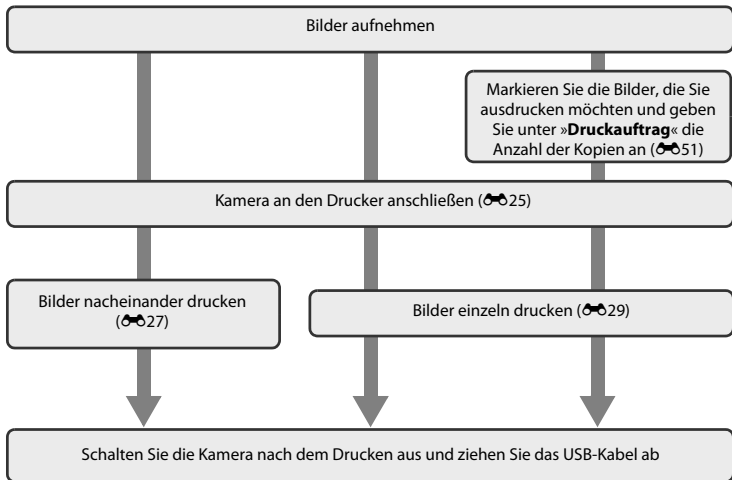 Bilder aufnehmen
Markieren Sie die Bilder, die Sie
ausdrucken möchten und geben
Sie unter »Druckauftrag« die
Anzahl der Kopien an (51)
Kamera an den Drucker anschließen (25)
Bilder nacheinander drucken
(27)
Bilder einzeln drucken (29)
Schalten Sie die Kamera nach dem Drucken aus und ziehen Sie das USB-Kabel ab